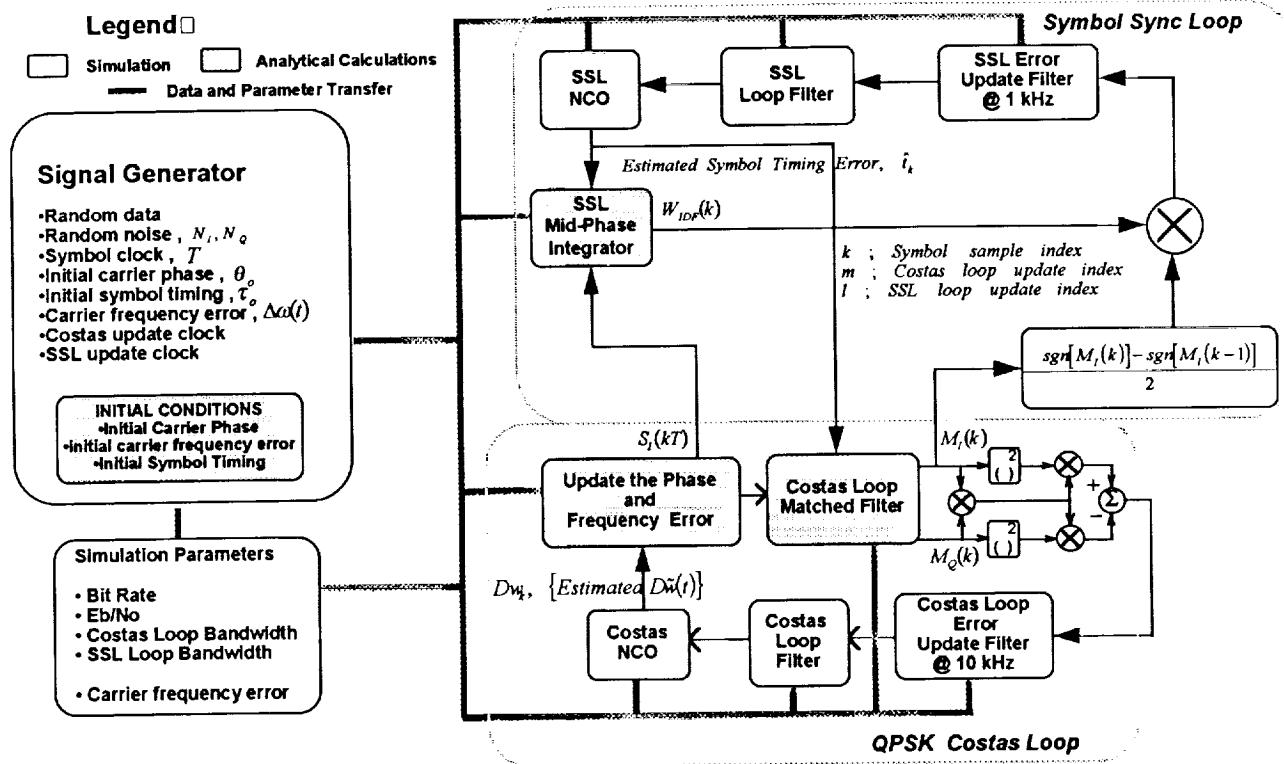 Legend□
Simulation
Analytical Calculations
Data and Parameter Transfer
Signal Generator
•Random data
•Random noise , N_I, N_Q
•Symbol clock , T
•Initial carrier phase , θ_o
•Initial symbol timing , τ_o
•Carrier frequency error , Δω(t)
•Costas update clock
•SSL update clock
INITIAL CONDITIONS
•Initial Carrier Phase
•initial carrier frequency error
•Initial Symbol Timing
Simulation Parameters
• Bit Rate
• Eb/No
• Costas Loop Bandwidth
• SSL Loop Bandwidth
• Carrier frequency error
Symbol Sync Loop
SSL
NCO
SSL
Loop Filter
SSL Error
Update Filter
@ 1 kHz
Estimated Symbol Timing Error,
SSL
Mid-Phase
Integrator
W_IDF(k)
k ; Symbol sample index
m ; Costas loop update index
l ; SSL loop update index
sgn[M_I(k)]-sgn[M_I(k-1)]
2
S_I(kT)
Update the Phase
and
Frequency Error
Costas Loop
Matched Filter
M_I(k)
( )²
+
Σ
−
( )²
M_Q(k)
{Estimated
Costas
NCO
Costas
Loop
Filter
Costas Loop
Error
Update Filter
@ 10 kHz
QPSK Costas Loop